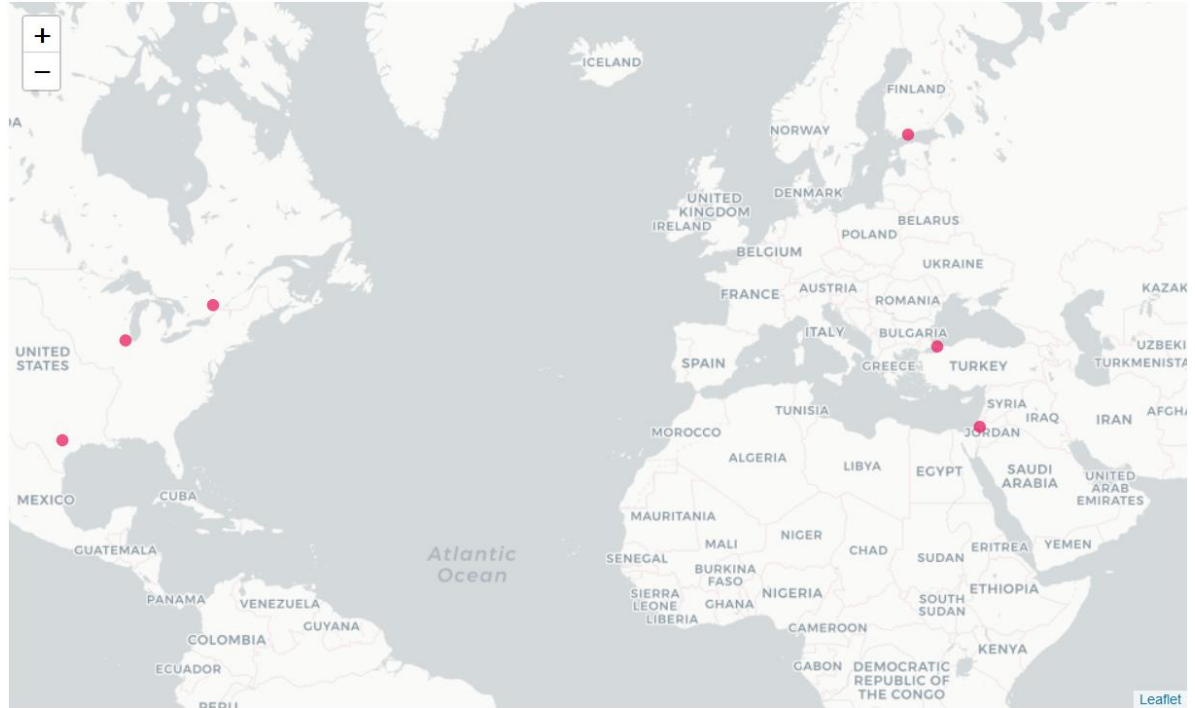 +
−
ICELAND
FINLAND
DA
NORWAY
DENMARK
UNITED
KINGDOM
IRELAND
BELARUS
POLAND
BELGIUM
UKRAINE
FRANCE
AUSTRIA
KAZAK
ROMANIA
ITALY
BULGARIA
UNITED
STATES
UZBEKI
SPAIN
GREECE
TURKEY
TURKMENISTA
TUNISIA
SYRIA
IRAQ
IRAN
AFGHA
MOROCCO
JORDAN
ALGERIA
LIBYA
EGYPT
SAUDI
ARABIA
UNITED
ARAB
EMIRATES
MEXICO
CUBA
MAURITANIA
NIGER
MALI
CHAD
SUDAN
ERITREA
YEMEN
GUATEMALA
Atlantic
Ocean
SENEGAL
BURKINA
FASO
ETHIOPIA
PANAMA
VENEZUELA
SIERRA
LEONE
LIBERIA
GHANA
NIGERIA
SOUTH
SUDAN
GUYANA
COLOMBIA
CAMEROON
KENYA
ECUADOR
GABON
DEMOCRATIC
REPUBLIC OF
THE CONGO
PERU
Leaflet